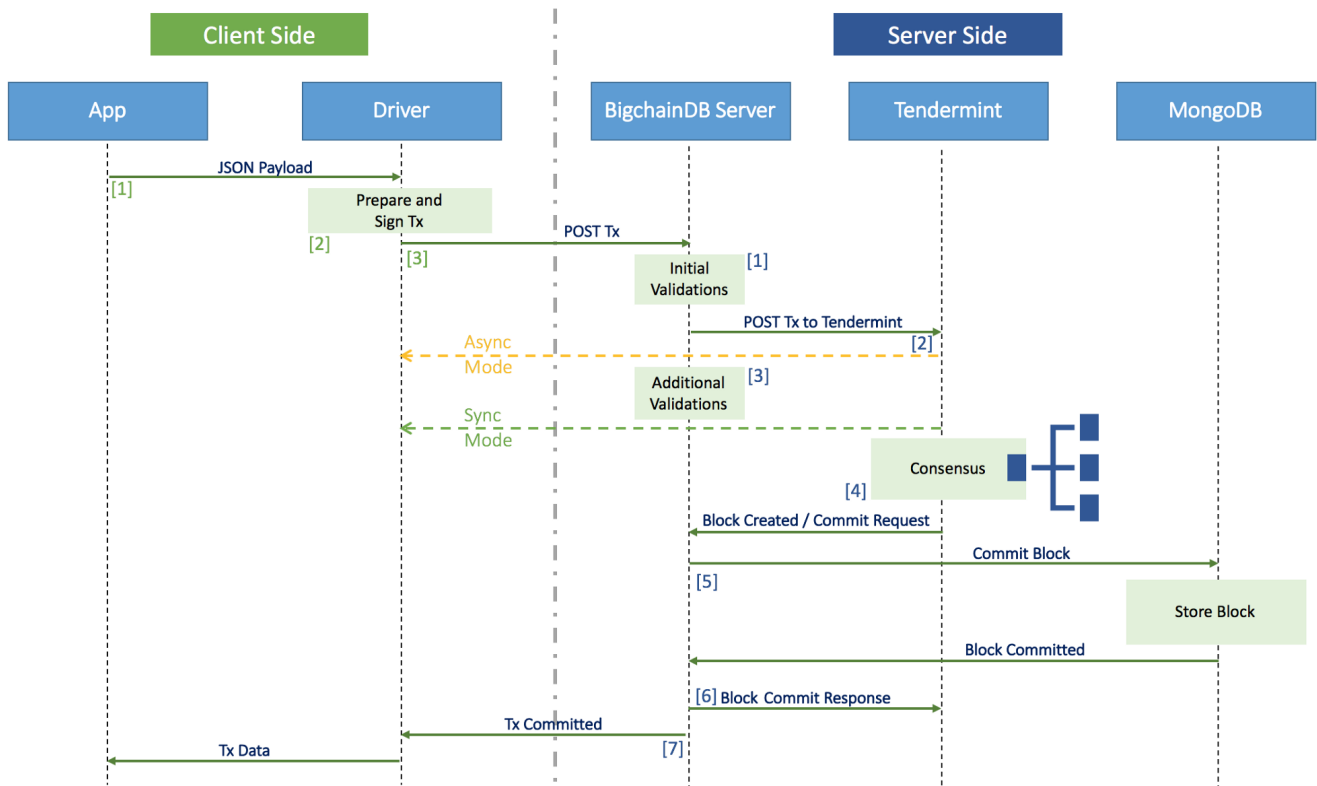 Client Side
Server Side
App
Driver
BigchainDB Server
Tendermint
MongoDB
JSON Payload
[1]
Prepare and
Sign Tx
[2]
[3]
POST Tx
[1]
Initial
Validations
POST Tx to Tendermint
[2]
Async
Mode
[3]
Additional
Validations
Sync
Mode
Consensus
[4]
Block Created / Commit Request
Commit Block
[5]
Store Block
Block Committed
[6] Block Commit Response
Tx Committed
[7]
Tx Data